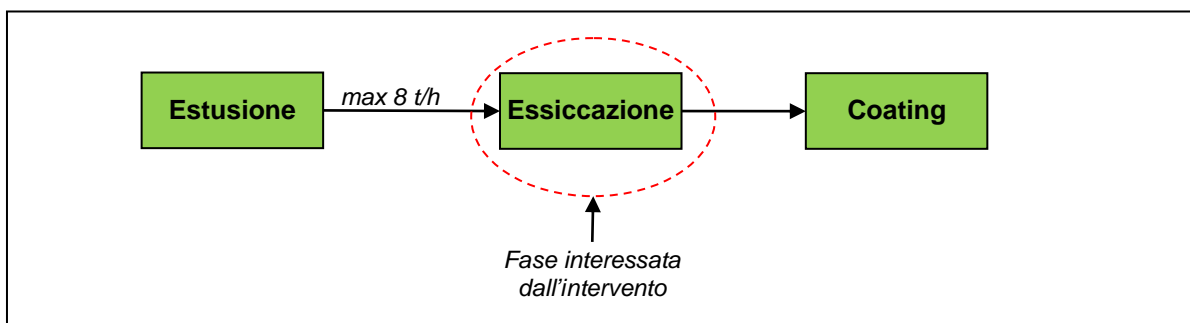 Estusione
max 8 t/h
Essiccazione
Coating
Fase interessata
dall'intervento